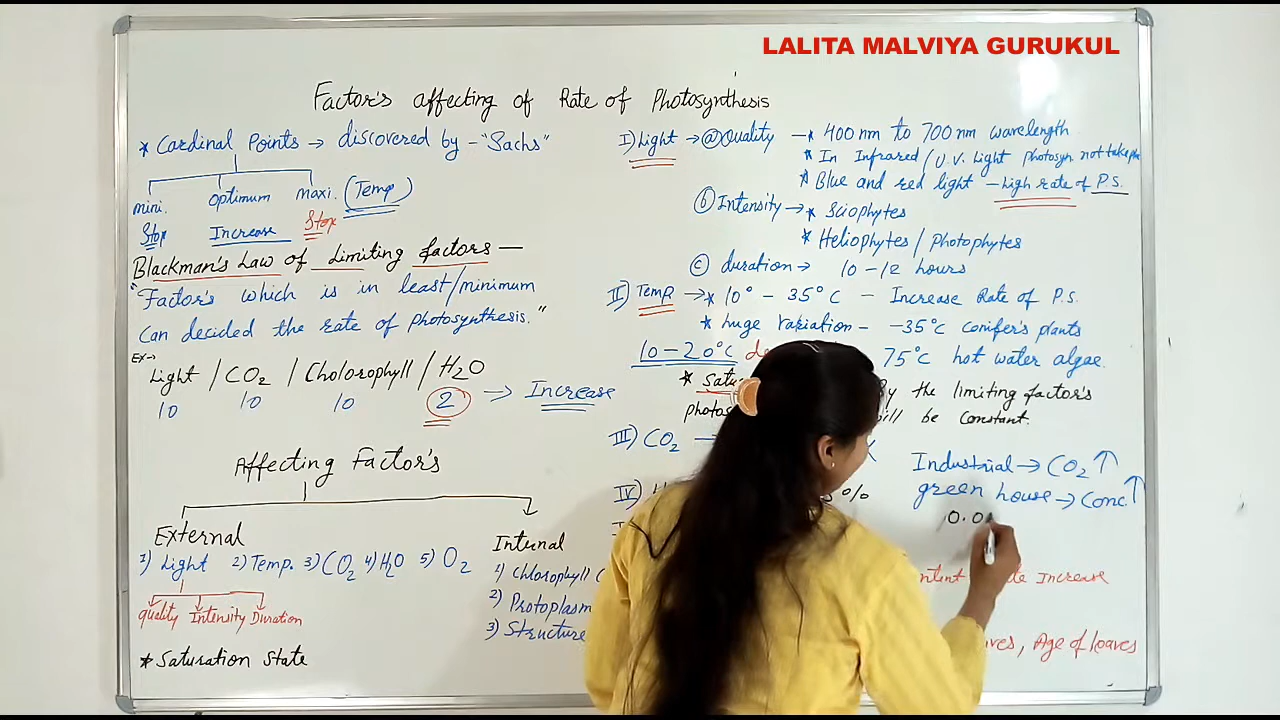 LALITA MALVIYA GURUKUL
Factor's affecting of Rate of Photosynthesis
* Cardinal Points → discovered by - "Sachs"
mini. optimum maxi. (Temp)
Stop Increase Stop
Blackman's Law of Limiting factors —
"Factor's which is in least/minimum
Can decided the rate of photosynthesis."
Ex→
Light / CO2 / Cholorophyll / H2O
10 10 10 2 → Increase
Affecting Factor's
External
1) Light 2) Temp. 3) CO2 4) H2O 5) O2
quality Intensity Duration
* Saturation State
Internal
1) Chlorophyll
2) Protoplasm
3) Structure
I) Light → @ Quality — * 400nm to 700nm wavelength
* In Infrared / U.V. Light photosyn. not take
* Blue and red light — High rate of P.S.
ⓑ Intensity → * Sciophytes
* Heliophytes / Photophytes
ⓒ duration → 10 – 12 hours
II) Temp → * 10° – 35°C — Increase Rate of P.S.
* huge variation – –35°C conifer's plants
10 – 20°C 75°C hot water algae
* the limiting factor's
be Constant.
III) CO2 → Industrial → CO2 ↑
IV) % green house → Conc. ↑
0.0
Increase
Age of leaves